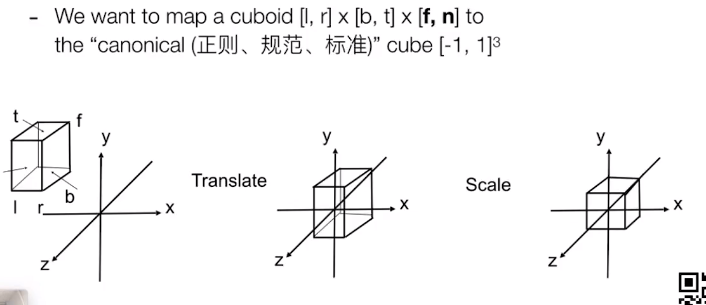 - We want to map a cuboid [l, r] x [b, t] x [f, n] to
the “canonical (正则、规范、标准)” cube [-1, 1]³
t
f
y
l
r
b
x
z
Translate
y
x
z
Scale
y
x
z